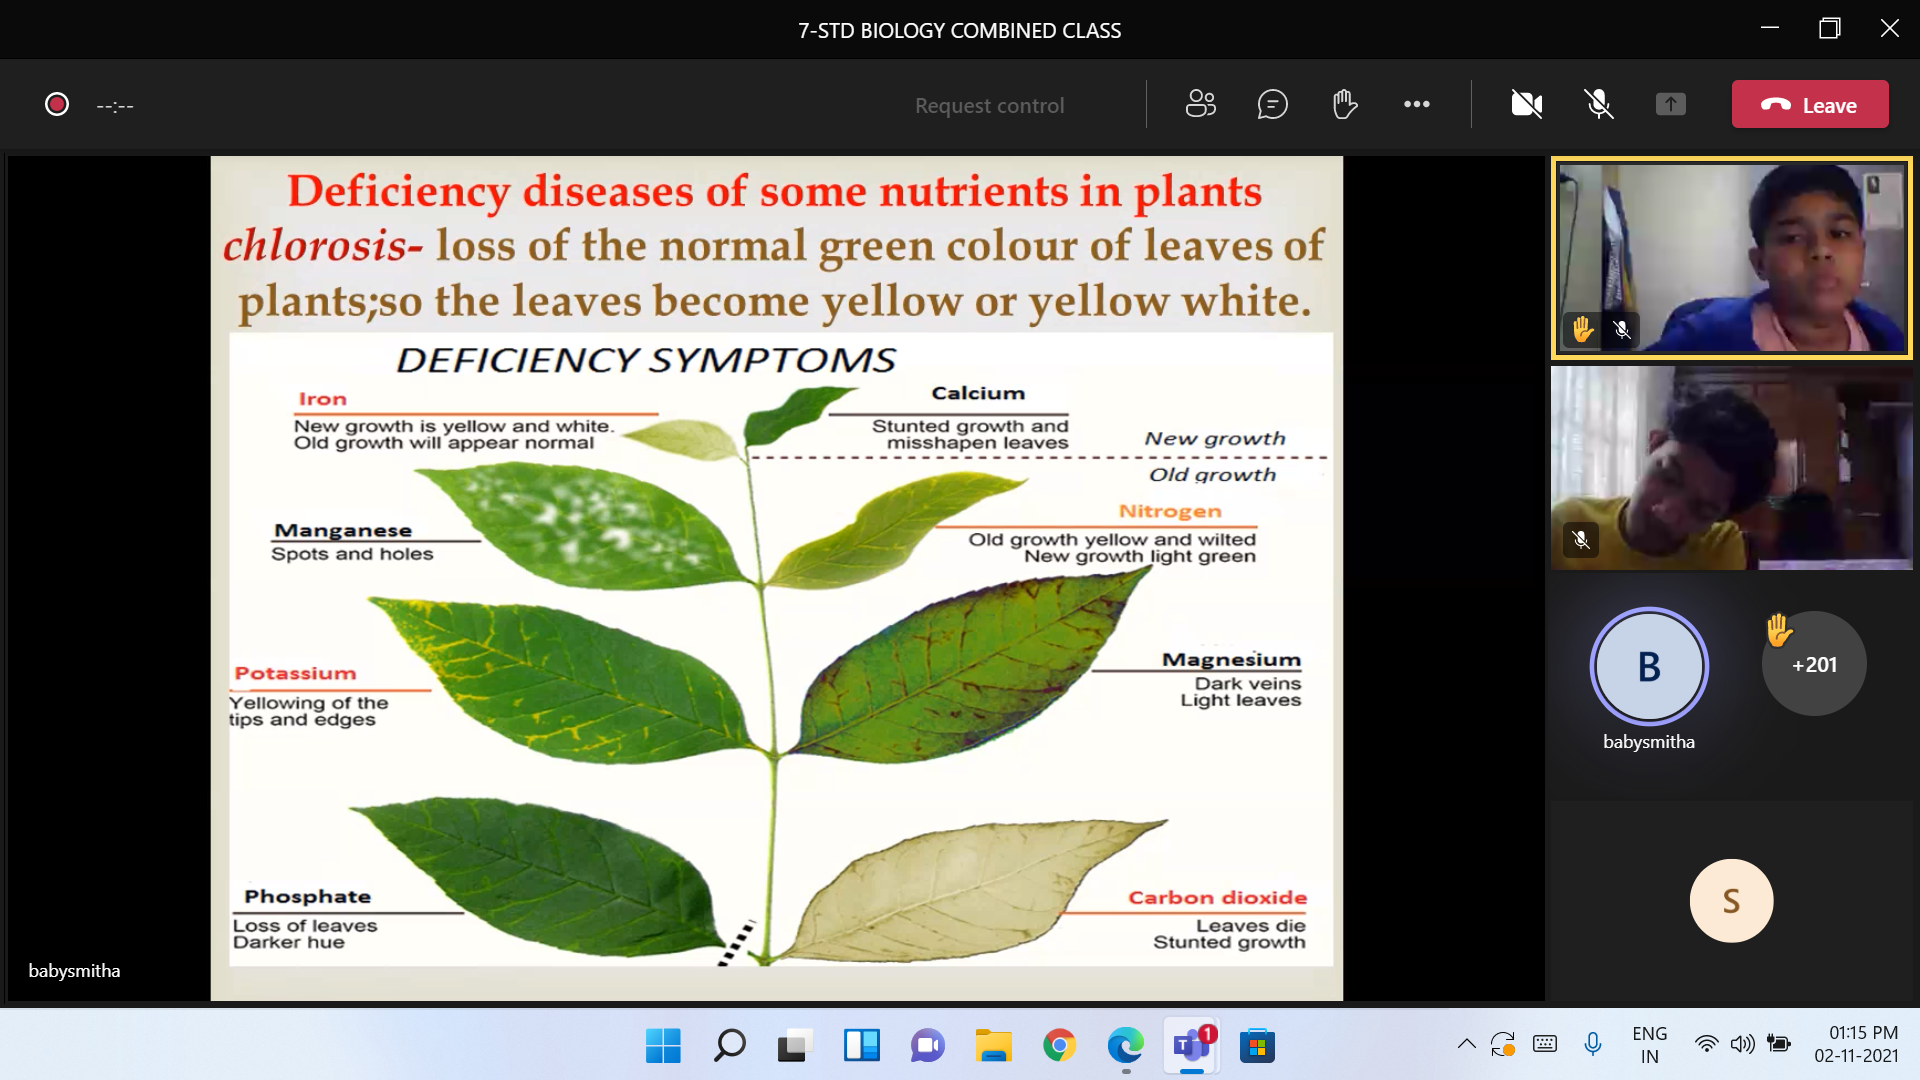 7-STD BIOLOGY COMBINED CLASS
--:--
Request control
Leave
Deficiency diseases of some nutrients in plants
chlorosis- loss of the normal green colour of leaves of
plants;so the leaves become yellow or yellow white.
DEFICIENCY SYMPTOMS
Iron
New growth is yellow and white.
Old growth will appear normal
Calcium
Stunted growth and
misshapen leaves
New growth
Old growth
Manganese
Spots and holes
Nitrogen
Old growth yellow and wilted
New growth light green
Potassium
Yellowing of the
tips and edges
Magnesium
Dark veins
Light leaves
Phosphate
Loss of leaves
Darker hue
Carbon dioxide
Leaves die
Stunted growth
babysmitha
B
babysmitha
+201
S
T
1
ENG
IN
01:15 PM
02-11-2021